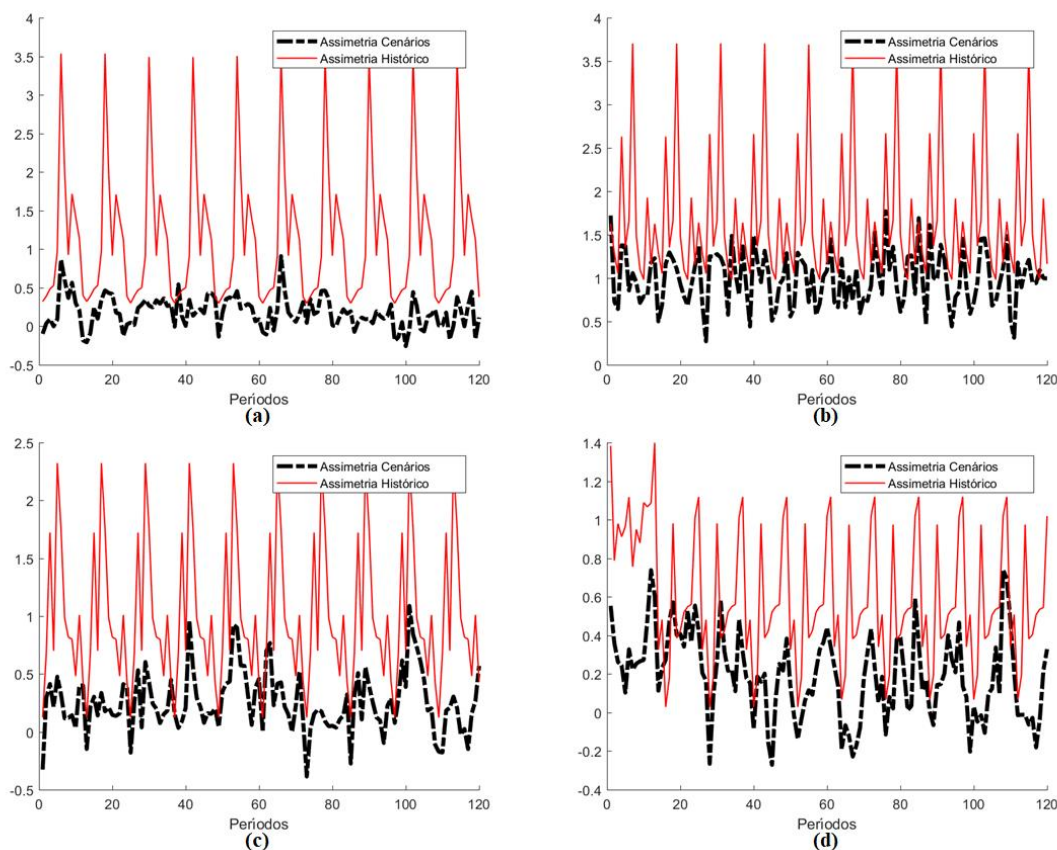 4
3.5
3
2.5
2
1.5
1
0.5
0
-0.5
0 20 40 60 80 100 120
Assimetria Cenários
Assimetria Histórico
Períodos
(a)
4
3.5
3
2.5
2
1.5
1
0.5
0
0 20 40 60 80 100 120
Assimetria Cenários
Assimetria Histórico
Períodos
(b)
2.5
2
1.5
1
0.5
0
-0.5
0 20 40 60 80 100 120
Assimetria Cenários
Assimetria Histórico
Períodos
(c)
1.4
1.2
1
0.8
0.6
0.4
0.2
0
-0.2
-0.4
0 20 40 60 80 100 120
Assimetria Cenários
Assimetria Histórico
Períodos
(d)